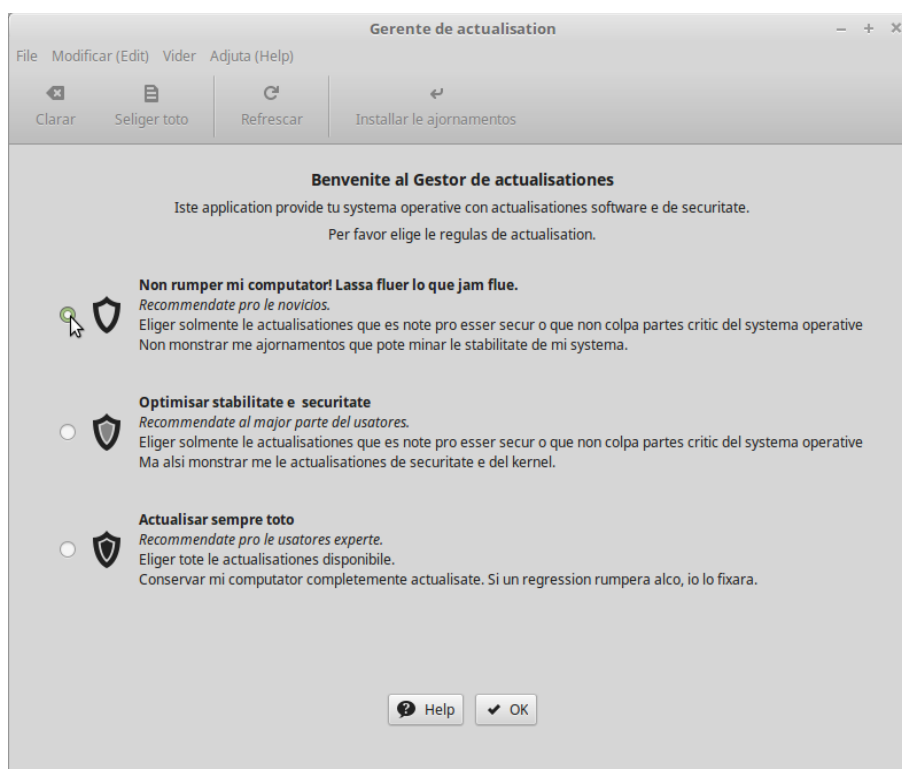 Gerente de actualisation
File Modificar (Edit) Vider Adjuta (Help)
Clarar Seliger toto Refrescar Installar le ajornamentos
Benvenite al Gestor de actualisationes
Iste application provide tu systema operative con actualisationes software e de securitate.
Per favor elige le regulas de actualisation.
Non rumper mi computator! Lassa fluer lo que jam flue.
Recommendate pro le novicios.
Eliger solmente le actualisationes que es note pro esser secur o que non colpa partes critic del systema operative
Non monstrar me ajornamentos que pote minar le stabilitate de mi systema.
Optimisar stabilitate e securitate
Recommendate al major parte del usatores.
Eliger solmente le actualisationes que es note pro esser secur o que non colpa partes critic del systema operative
Ma alsi monstrar me le actualisationes de securitate e del kernel.
Actualisar sempre toto
Recommendate pro le usatores experte.
Eliger tote le actualisationes disponibile.
Conservar mi computator completemente actualisate. Si un regression rumpera alco, io lo fixara.
Help OK